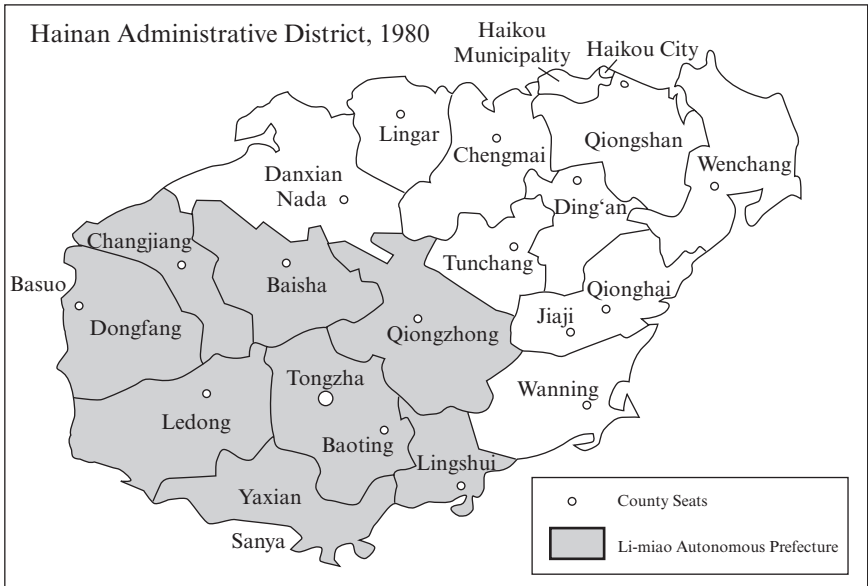 Hainan Administrative District, 1980
Haikou
Municipality
Haikou City
Lingar
Chengmai
Qiongshan
Wenchang
Danxian
Nada
Ding‘an
Changjiang
Tunchang
Basuo
Baisha
Qionghai
Dongfang
Qiongzhong
Jiaji
Tongzha
Wanning
Ledong
Baoting
Lingshui
Yaxian
Sanya
County Seats
Li-miao Autonomous Prefecture